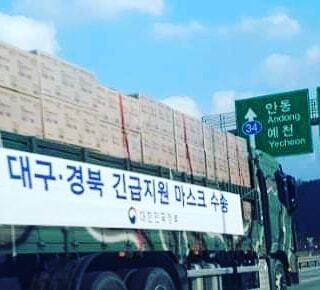 안동
Andong
34
예천
Yecheon
대구·경북 긴급지원 마스크 수송
대한민국정부